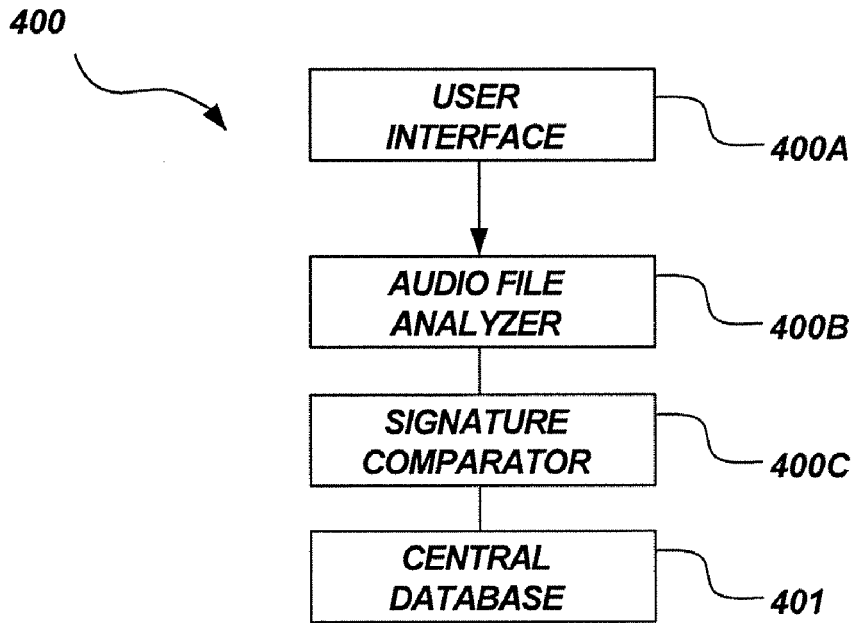 400
USER
INTERFACE
400A
AUDIO FILE
ANALYZER
400B
SIGNATURE
COMPARATOR
400C
CENTRAL
DATABASE
401